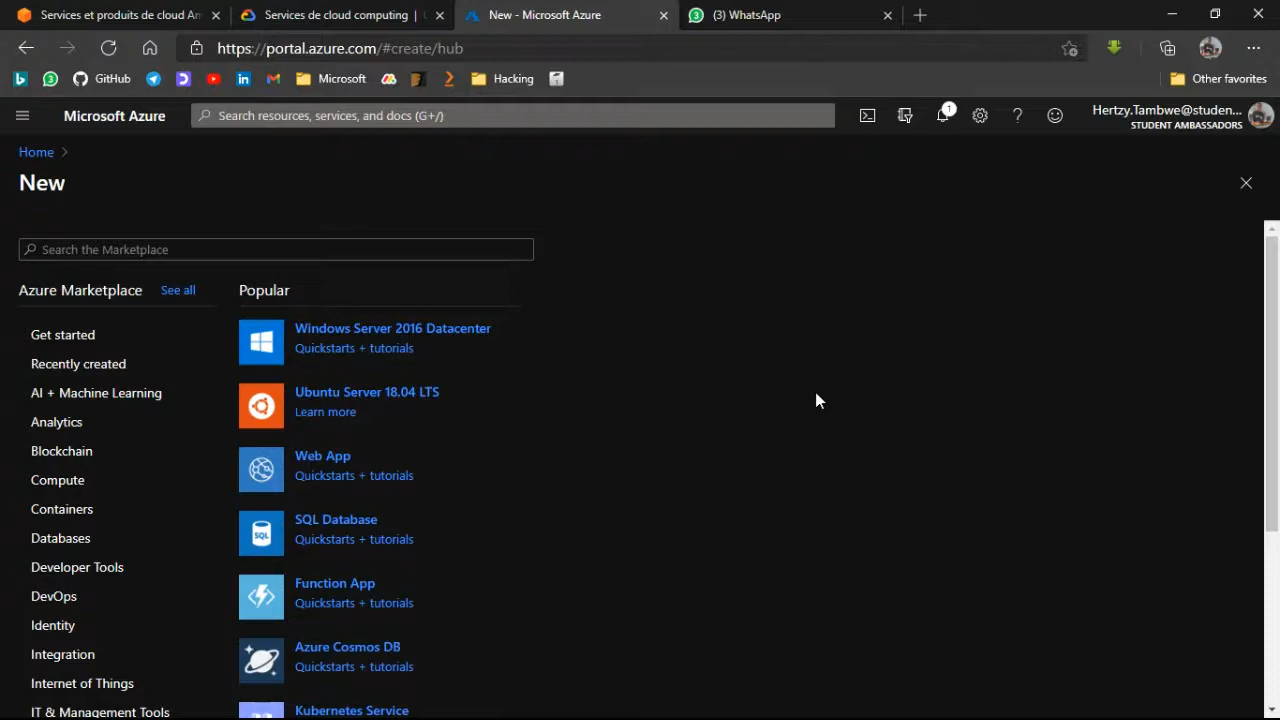 Services et produits de cloud Am
Services de cloud computing |
New - Microsoft Azure
(3) WhatsApp
https://portal.azure.com/#create/hub
GitHub
Microsoft
Hacking
Other favorites
Microsoft Azure
Search resources, services, and docs (G+/)
1
Hertzy.Tambwe@studen...
STUDENT AMBASSADORS
Home
New
Search the Marketplace
Azure Marketplace
See all
Popular
Get started
Recently created
AI + Machine Learning
Analytics
Blockchain
Compute
Containers
Databases
Developer Tools
DevOps
Identity
Integration
Internet of Things
IT & Management Tools
Windows Server 2016 Datacenter
Quickstarts + tutorials
Ubuntu Server 18.04 LTS
Learn more
Web App
Quickstarts + tutorials
SQL
SQL Database
Quickstarts + tutorials
Function App
Quickstarts + tutorials
Azure Cosmos DB
Quickstarts + tutorials
Kubernetes Service